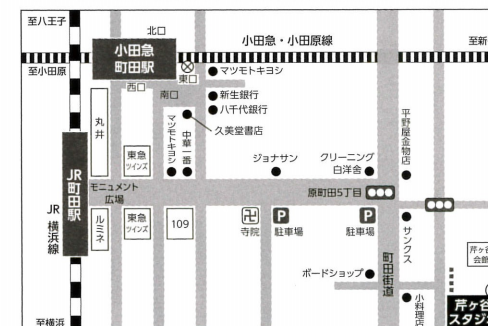 至八王子
北口
小田急・小田原線
小田急
町田駅
至新
至小田原
東口
マツモトキヨシ
西口
南口
新生銀行
八千代銀行
丸井
マツモトキヨシ
中華一番
久美堂書店
平野屋金物店
東急
ツインズ
ジョナサン
クリーニング
白洋舎
JR町田駅
モニュメント
広場
原町田5丁目
JR横浜線
ルミネ
東急
ツインズ
109
卍
寺院
P
駐車場
P
駐車場
サンクス
町田街道
芹ヶ谷
会館
ボードショップ
小料理店
芹ヶ谷
スタジ
至横浜